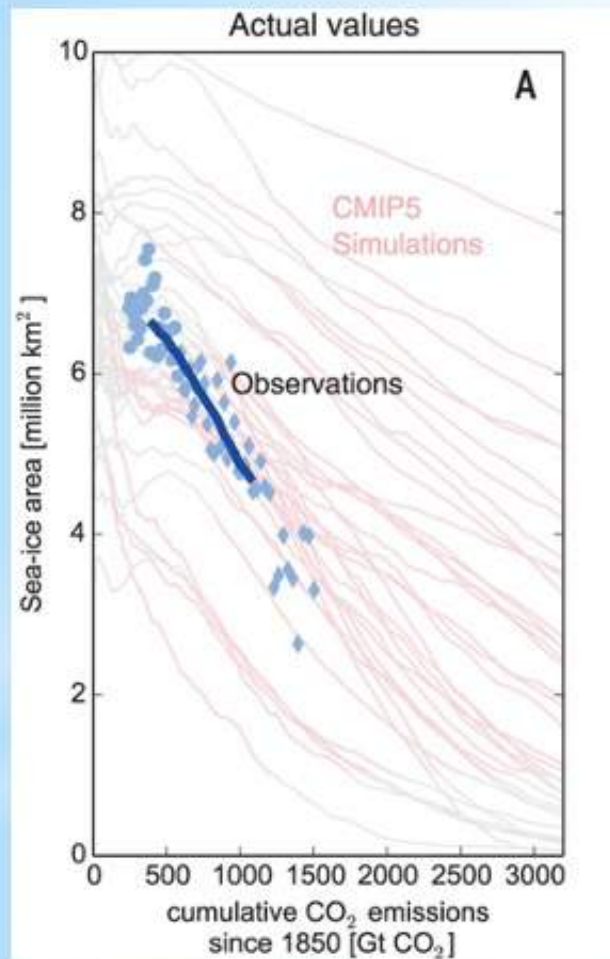 Actual values
A
10
8
6
4
2
0
Sea-ice area [million km²]
CMIP5
Simulations
Observations
0 500 1000 1500 2000 2500 3000
cumulative CO₂ emissions
since 1850 [Gt CO₂]